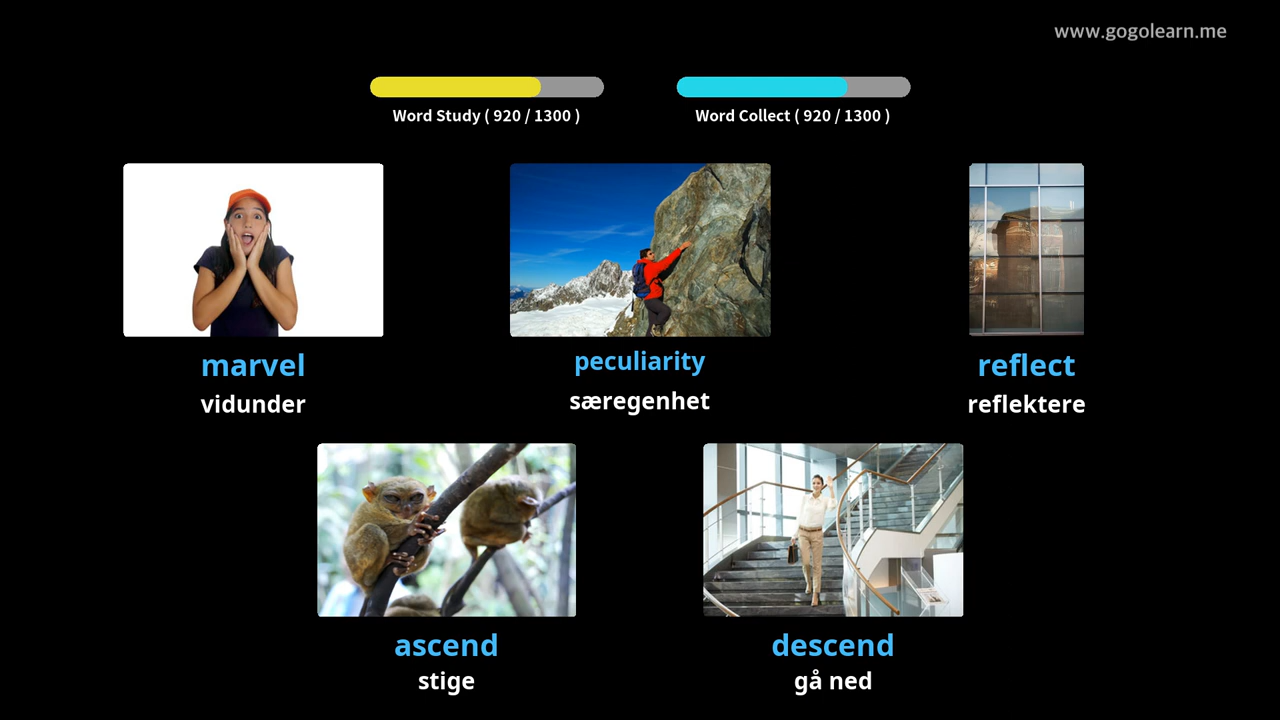 www.gogolearn.me
Word Study ( 920 / 1300 )
Word Collect ( 920 / 1300 )
marvel
vidunder
peculiarity
særegenhet
reflect
reflektere
ascend
stige
descend
gå ned